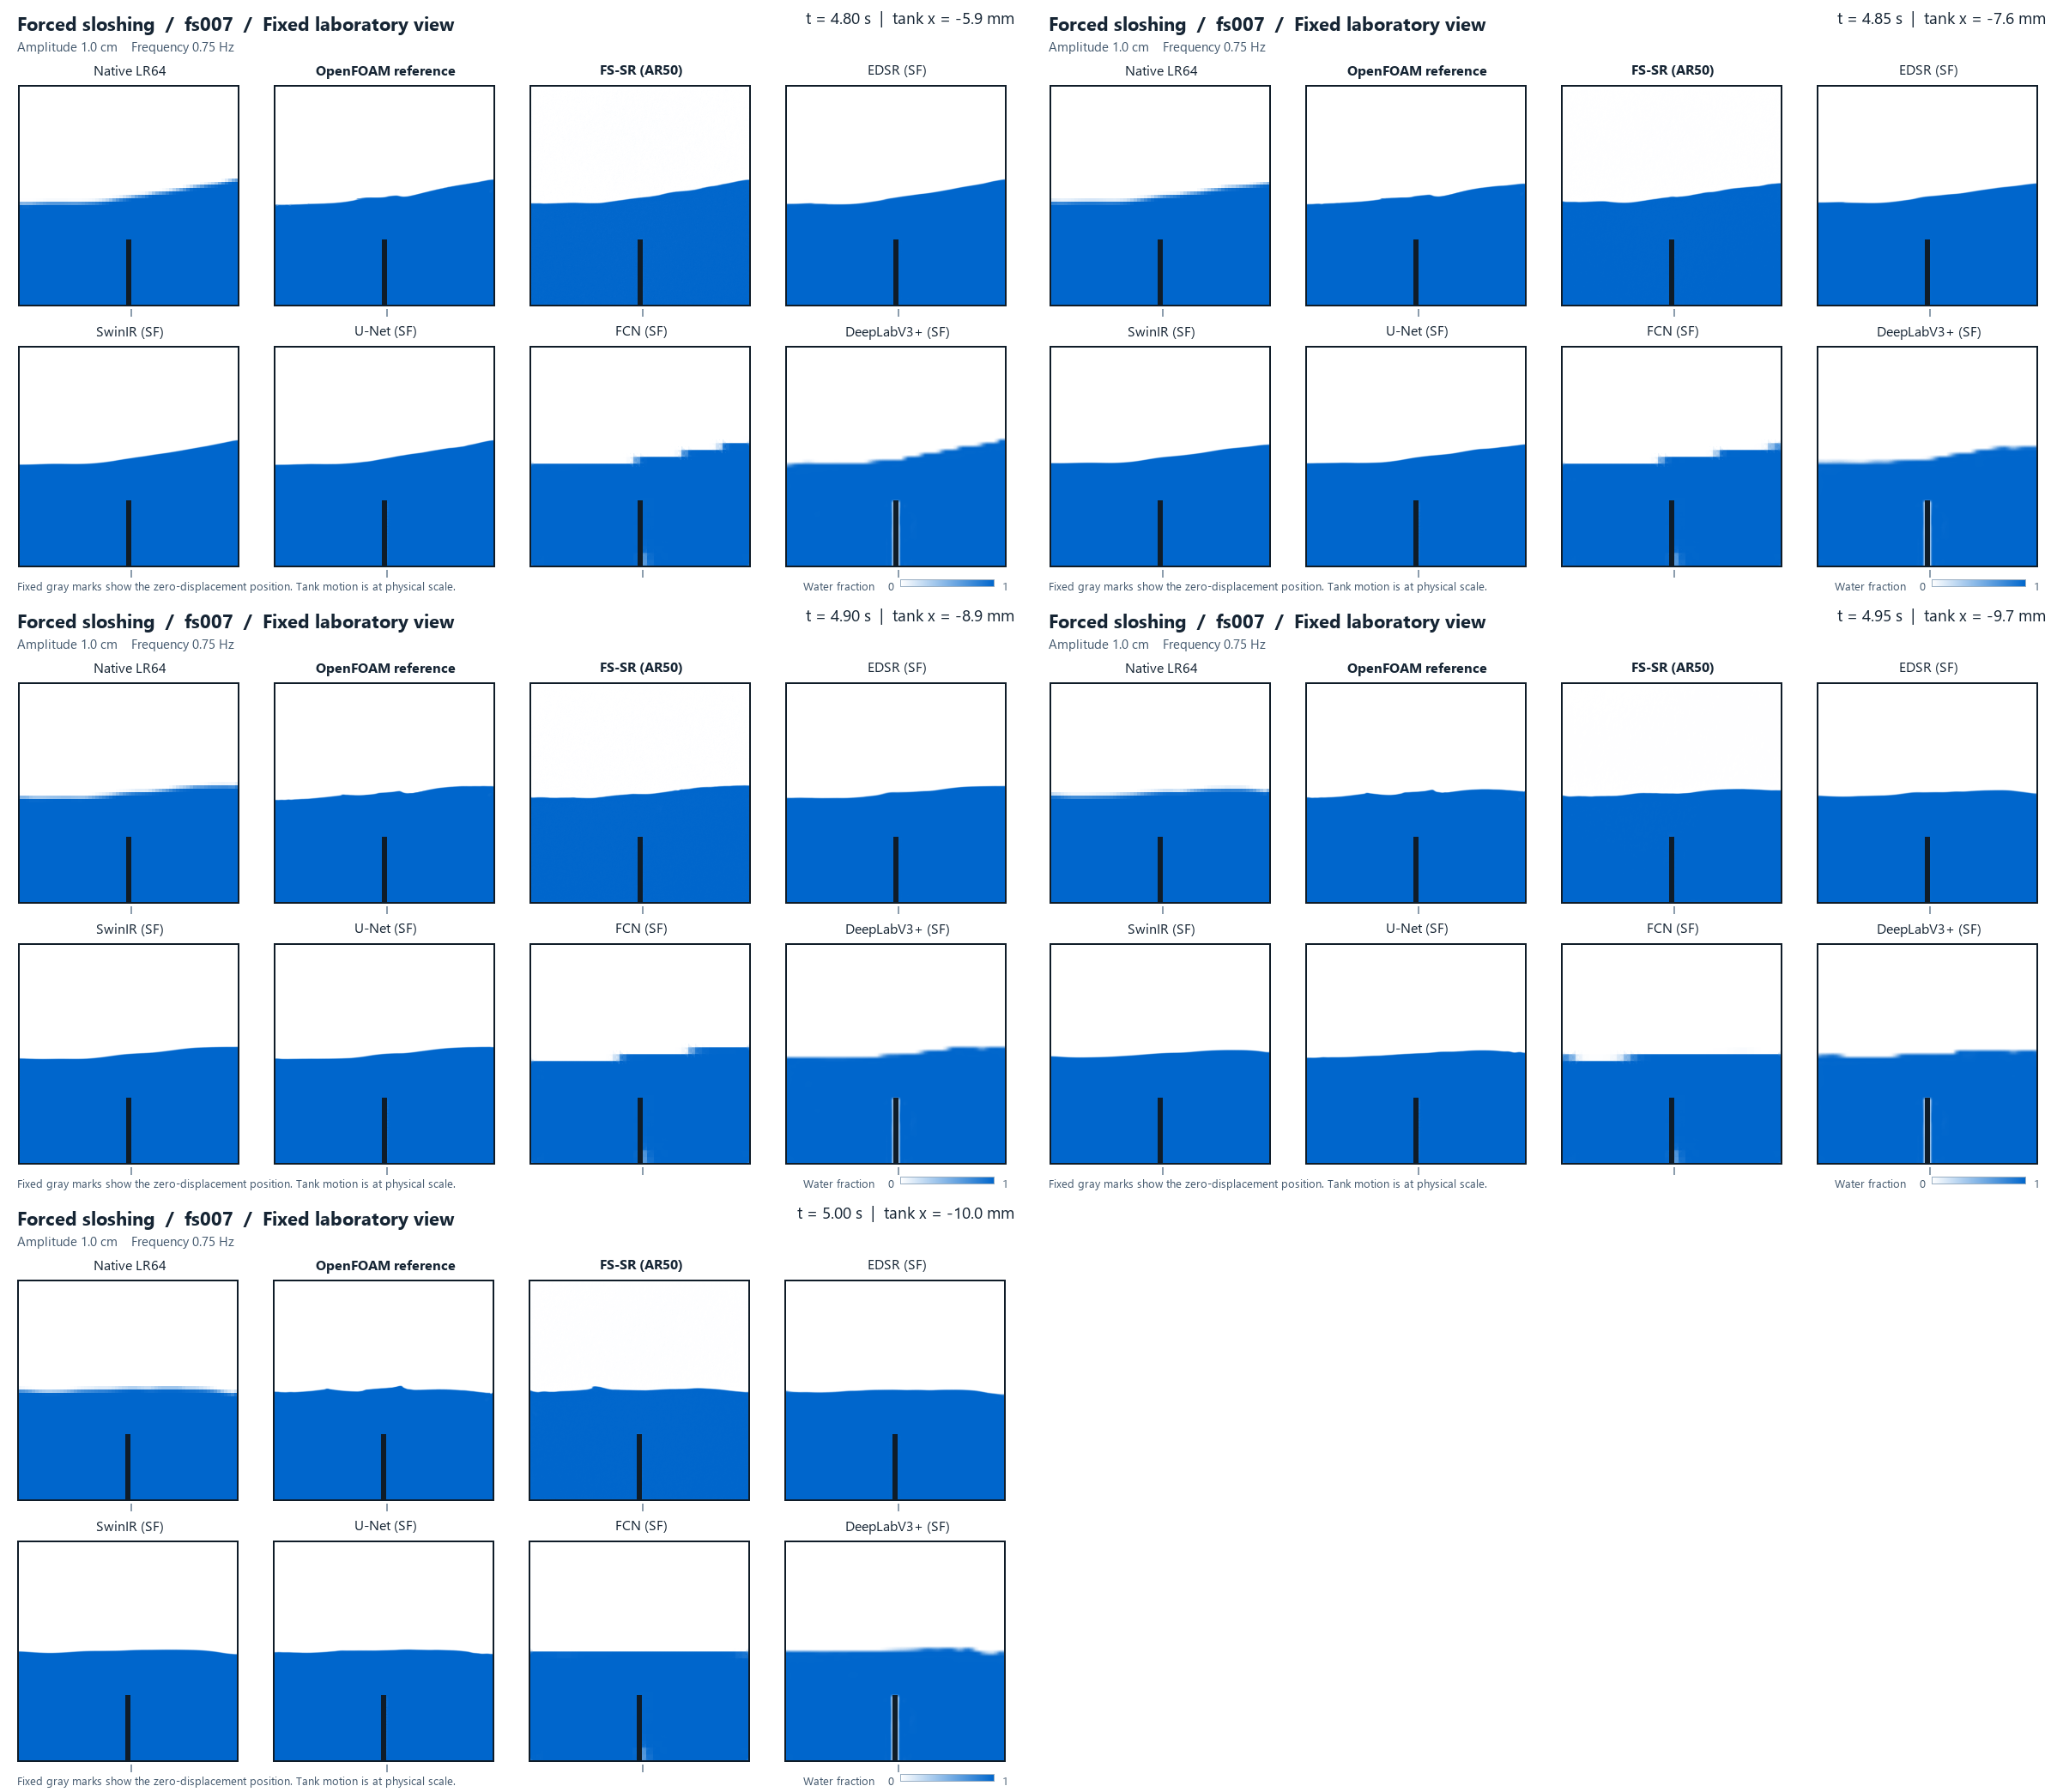 Forced sloshing / fs007 / Fixed laboratory view
t = 4.80 s | tank x = -5.9 mm
Amplitude 1.0 cm Frequency 0.75 Hz
Native LR64
OpenFOAM reference
FS-SR (AR50)
EDSR (SF)
SwinIR (SF)
U-Net (SF)
FCN (SF)
DeepLabV3+ (SF)
Fixed gray marks show the zero-displacement position. Tank motion is at physical scale.
Water fraction 0 1
Forced sloshing / fs007 / Fixed laboratory view
t = 4.85 s | tank x = -7.6 mm
Amplitude 1.0 cm Frequency 0.75 Hz
Native LR64
OpenFOAM reference
FS-SR (AR50)
EDSR (SF)
SwinIR (SF)
U-Net (SF)
FCN (SF)
DeepLabV3+ (SF)
Fixed gray marks show the zero-displacement position. Tank motion is at physical scale.
Water fraction 0 1
Forced sloshing / fs007 / Fixed laboratory view
t = 4.90 s | tank x = -8.9 mm
Amplitude 1.0 cm Frequency 0.75 Hz
Native LR64
OpenFOAM reference
FS-SR (AR50)
EDSR (SF)
SwinIR (SF)
U-Net (SF)
FCN (SF)
DeepLabV3+ (SF)
Fixed gray marks show the zero-displacement position. Tank motion is at physical scale.
Water fraction 0 1
Forced sloshing / fs007 / Fixed laboratory view
t = 4.95 s | tank x = -9.7 mm
Amplitude 1.0 cm Frequency 0.75 Hz
Native LR64
OpenFOAM reference
FS-SR (AR50)
EDSR (SF)
SwinIR (SF)
U-Net (SF)
FCN (SF)
DeepLabV3+ (SF)
Fixed gray marks show the zero-displacement position. Tank motion is at physical scale.
Water fraction 0 1
Forced sloshing / fs007 / Fixed laboratory view
t = 5.00 s | tank x = -10.0 mm
Amplitude 1.0 cm Frequency 0.75 Hz
Native LR64
OpenFOAM reference
FS-SR (AR50)
EDSR (SF)
SwinIR (SF)
U-Net (SF)
FCN (SF)
DeepLabV3+ (SF)
Fixed gray marks show the zero-displacement position. Tank motion is at physical scale.
Water fraction 0 1